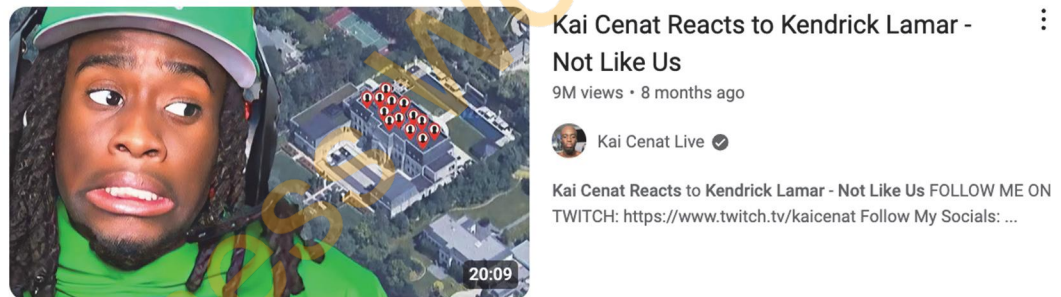 Kai Cenat Reacts to Kendrick Lamar -
Not Like Us
9M views • 8 months ago
Kai Cenat Live
Kai Cenat Reacts to Kendrick Lamar - Not Like Us FOLLOW ME ON
TWITCH: https://www.twitch.tv/kaicenat Follow My Socials: ...
20:09